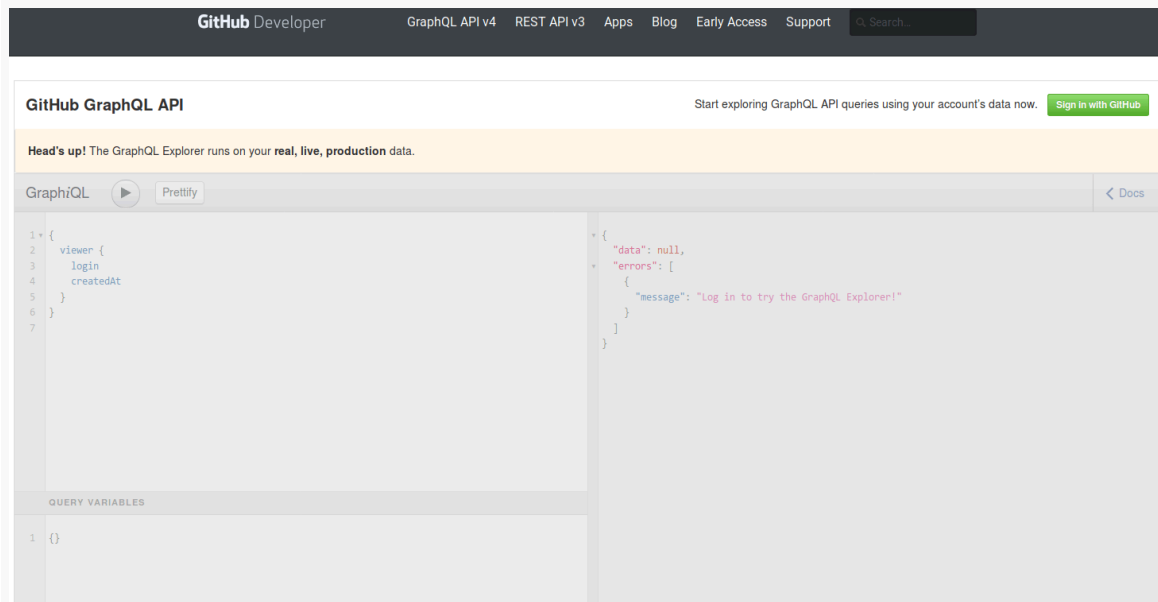 GitHub Developer GraphQL API v4 REST API v3 Apps Blog Early Access Support Search...
GitHub GraphQL API Start exploring GraphQL API queries using your account's data now. Sign in with GitHub
Head's up! The GraphQL Explorer runs on your real, live, production data.
GraphiQL Prettify Docs
1 {
2 viewer {
3 login
4 createdAt
5 }
6 }
7
QUERY VARIABLES
1 {}
{
"data": null,
"errors": [
{
"message": "Log in to try the GraphQL Explorer!"
}
]
}